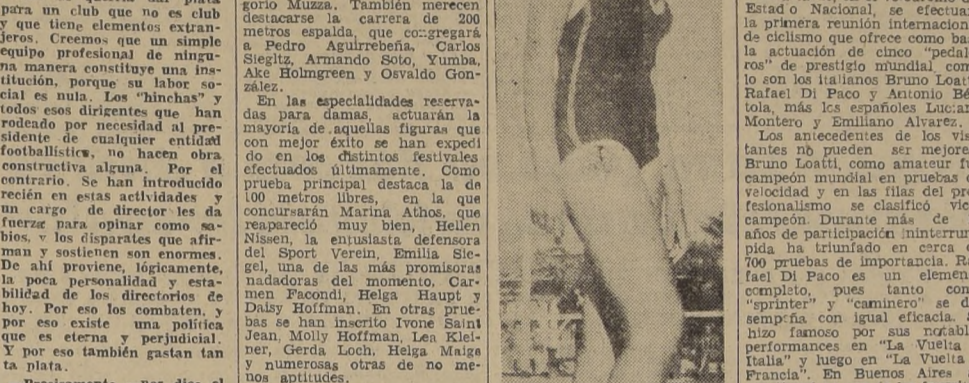 para un club que no es club
y que tiene elementos extran-
jeros. Creemos que un simple
equipo profesional de ningu-
na manera constituye una ins-
titución, porque su labor so-
cial es nula. Los "hinchas" y
todos esos dirigentes que han
rodeado por necesidad al pre-
sidente de cualquier entidad
footballística, no hacen obra
constructiva alguna. Por el
contrario. Se han introducido
recién en estas actividades y
un cargo de director les da
fuerza para opinar como sa-
bios, y los disparates que afir-
man y sostienen son enormes.
De ahí proviene, lógicamente,
la poca personalidad y esta-
bilidad de los directorios de
hoy. Por eso los combaten, y
por eso existe una política
que es eterna y perjudicial.
Y por eso también gastan tan
ta plata.
gorio Muzza. También merecen
destacarse la carrera de 200
metros espalda, que congregará
a Pedro Aguirrebeña, Carlos
Siegltz, Armando Soto, Yumba,
Ake Holmgreen y Osvaldo Gon-
zález.
En las especialidades reserva-
das para damas, actuarán la
mayoría de aquellas figuras que
con mejor éxito se han expedi
do en los distintos festivales
efectuados últimamente. Como
prueba principal destaca la de
100 metros libres, en la que
concursarán Marina Athos, que
reapareció muy bien, Hellen
Nissen, la entusiasta defensora
del Sport Verein, Emilia Sie-
gel, una de las más promisoras
nadadoras del momento, Car-
men Facondi, Helga Haupt y
Daisy Hoffman. En otras prue-
bas se han inscrito Ivone Saint
Jean, Molly Hoffman, Lea Klei-
ner, Gerda Loch, Helga Maige
y numerosas otras de no me-
nos aptitudes.
Estado Nacional, se efectua
la primera reunión internacion
de ciclismo que ofrece como ba
la actuación de cinco "pedal
ros" de prestigio mundial, com
lo son los italianos Bruno Loatt
Rafael Di Paco y Antonio Bé
tola, más los españoles Lucia
Montero y Emiliano Alvarez.
Los antecedentes de los vis
tantes no pueden ser mejore
Bruno Loatti, como amateur f
campeón mundial en pruebas
velocidad y en las filas del pro
fesionalismo se clasificó vic
campeón. Durante más de
años de participación ininterrum
pida ha triunfado en cerca
700 pruebas de importancia. Ra
fael Di Paco es un elemen
completo, pues tanto com
"sprinter" y "caminero" se d
sempeña con igual eficacia.
hizo famoso por sus notabl
performances en "La Vuelta
Italia" y luego en "La Vuelta
Francia". En Buenos Aires